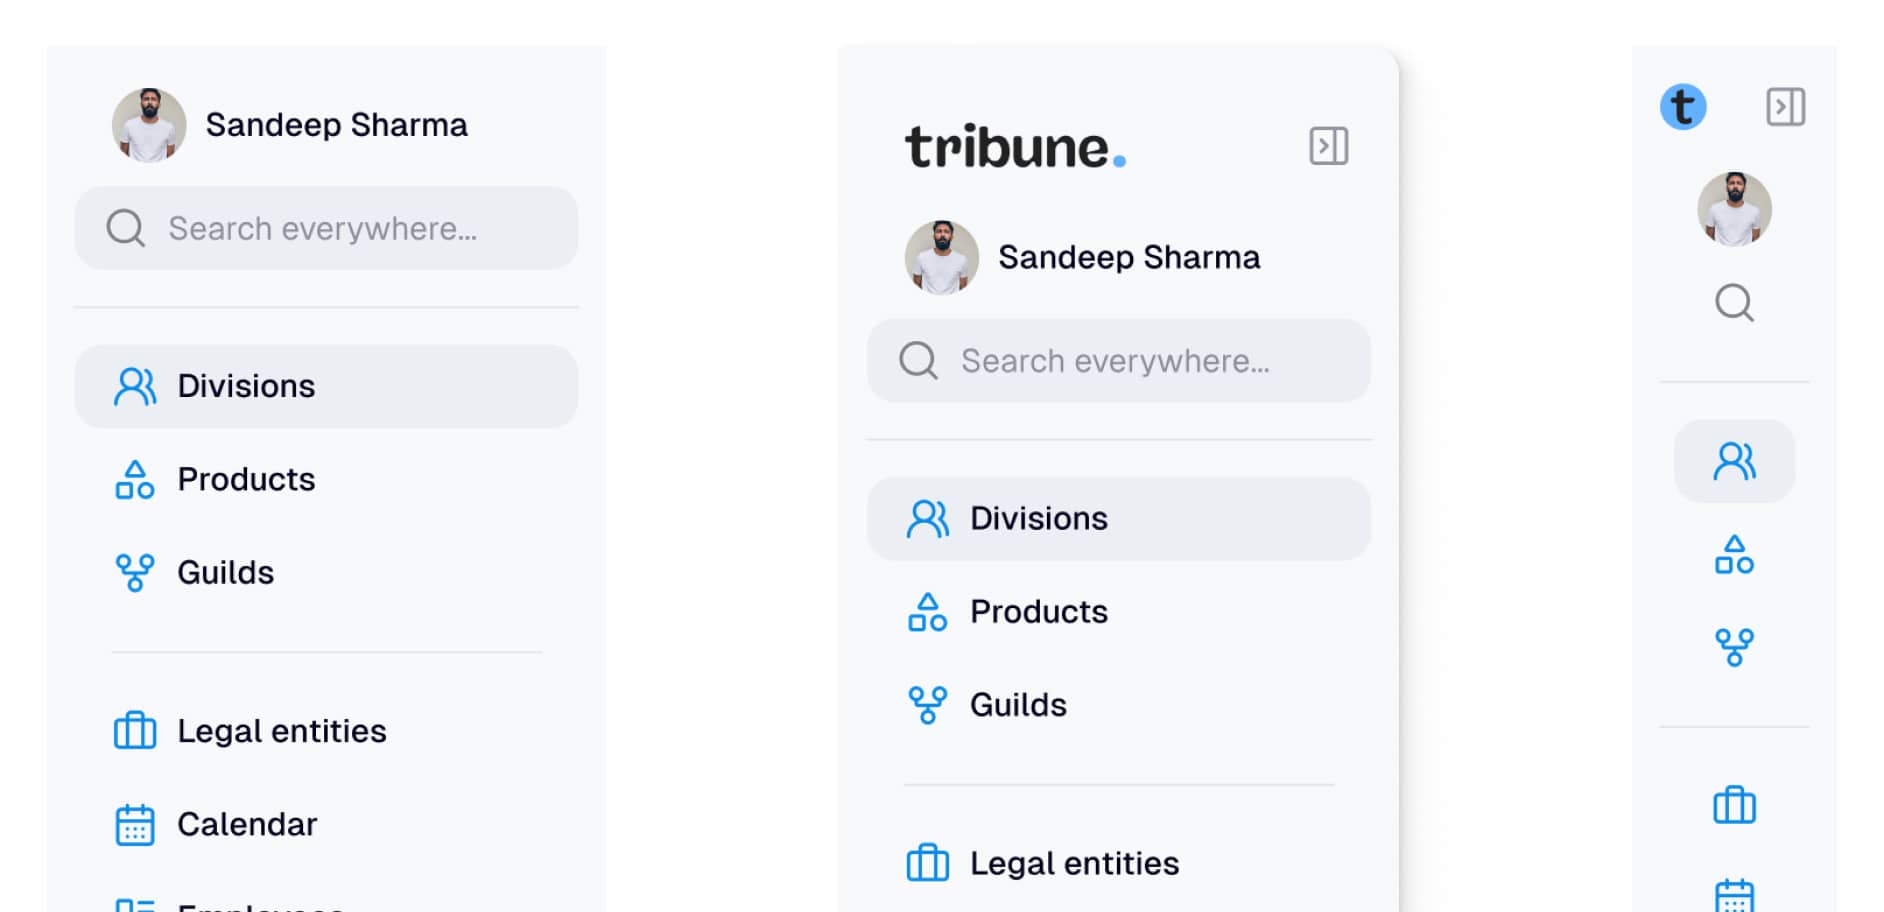 Sandeep Sharma
Search everywhere...
Divisions
Products
Guilds
Legal entities
Calendar
Employees
tribune.
Sandeep Sharma
Search everywhere...
Divisions
Products
Guilds
Legal entities
t